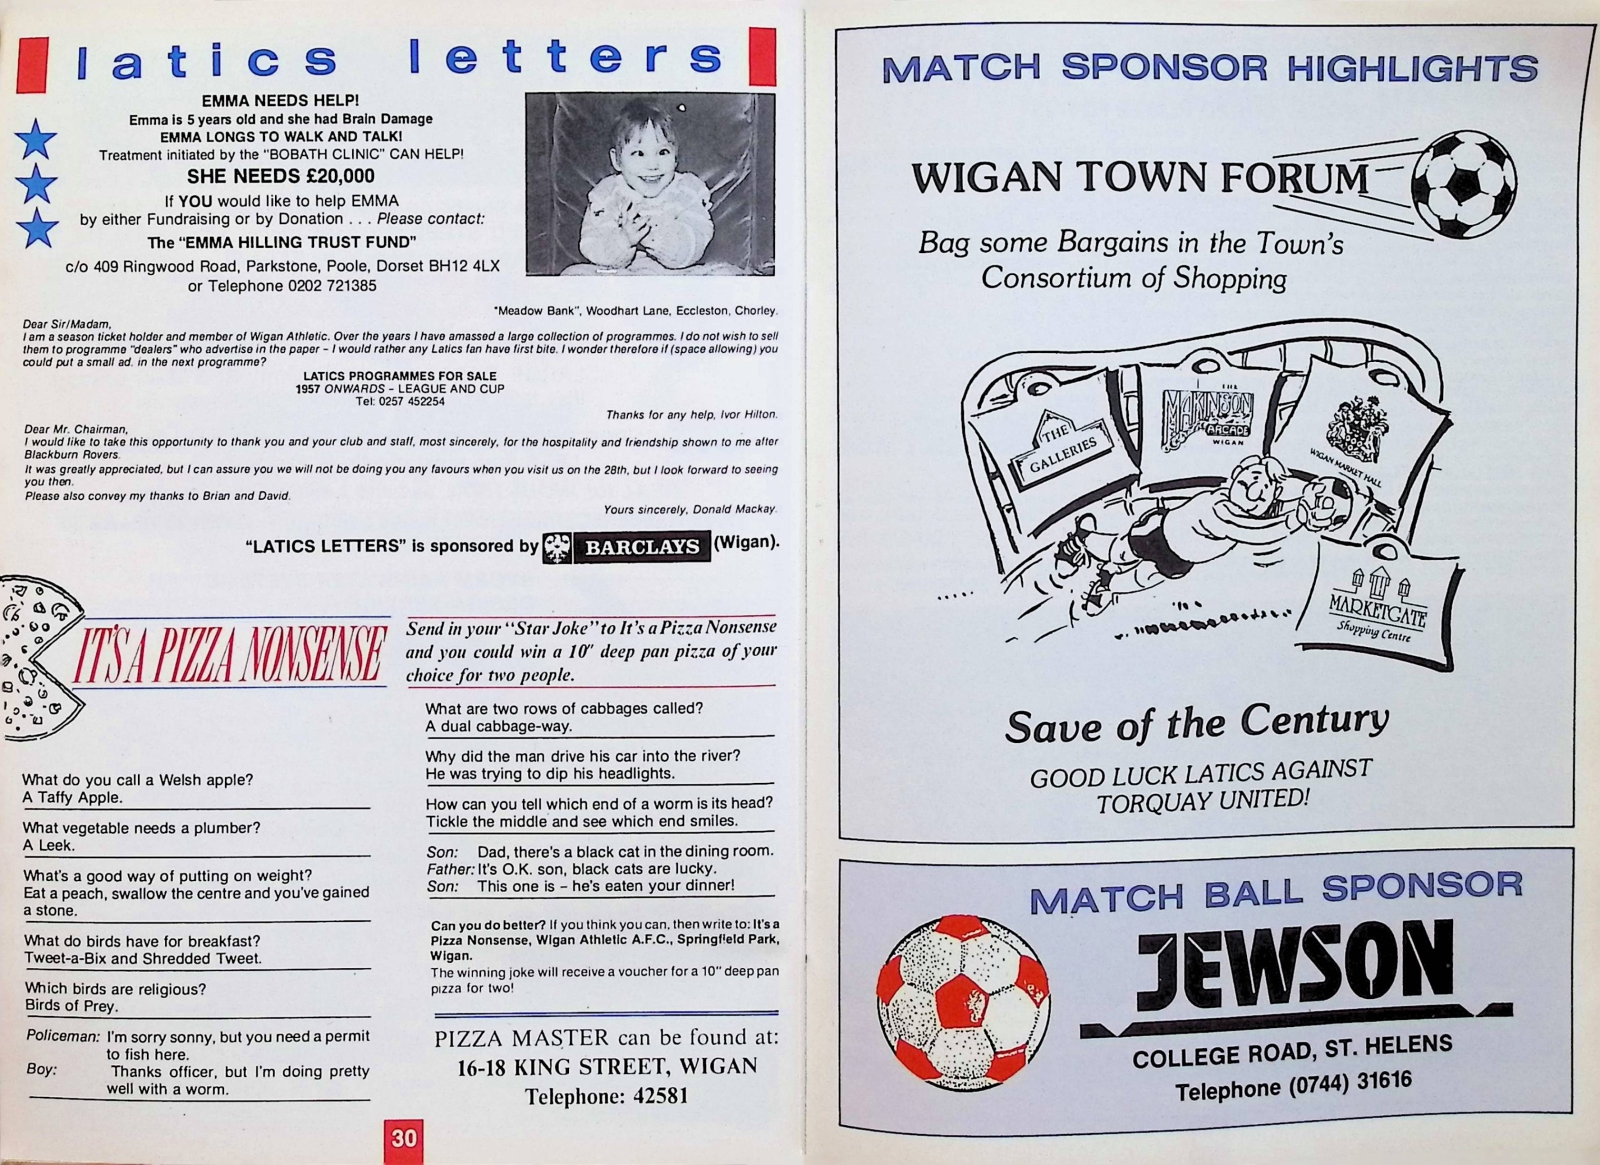 latics letters
EMMA NEEDS HELP!
Emma is 5 years old and she had Brain Damage
EMMA LONGS TO WALK AND TALK!
Treatment initiated by the "BOBATH CLINIC" CAN HELP!
SHE NEEDS £20,000
If YOU would like to help EMMA
by either Fundraising or by Donation . . . Please contact:
The "EMMA HILLING TRUST FUND"
c/o 409 Ringwood Road, Parkstone, Poole, Dorset BH12 4LX
or Telephone 0202 721385
"Meadow Bank", Woodhart Lane, Eccleston, Chorley.
Dear Sir/Madam,
I am a season ticket holder and member of Wigan Athletic. Over the years I have amassed a large collection of programmes. I do not wish to sell
them to programme "dealers" who advertise in the paper – I would rather any Latics fan have first bite. I wonder therefore if (space allowing) you
could put a small ad. in the next programme?
LATICS PROGRAMMES FOR SALE
1957 ONWARDS – LEAGUE AND CUP
Tel: 0257 452254
Thanks for any help, Ivor Hilton.
Dear Mr. Chairman,
I would like to take this opportunity to thank you and your club and staff, most sincerely, for the hospitality and friendship shown to me after
Blackburn Rovers.
It was greatly appreciated, but I can assure you we will not be doing you any favours when you visit us on the 28th, but I look forward to seeing
you then.
Please also convey my thanks to Brian and David.
Yours sincerely, Donald Mackay.
"LATICS LETTERS" is sponsored by BARCLAYS (Wigan).
IT'S A PIZZA NONSENSE
Send in your "Star Joke" to It's a Pizza Nonsense
and you could win a 10" deep pan pizza of your
choice for two people.
What do you call a Welsh apple?
A Taffy Apple.
What vegetable needs a plumber?
A Leek.
What's a good way of putting on weight?
Eat a peach, swallow the centre and you've gained
a stone.
What do birds have for breakfast?
Tweet-a-Bix and Shredded Tweet.
Which birds are religious?
Birds of Prey.
Policeman: I'm sorry sonny, but you need a permit
to fish here.
Boy: Thanks officer, but I'm doing pretty
well with a worm.
What are two rows of cabbages called?
A dual cabbage-way.
Why did the man drive his car into the river?
He was trying to dip his headlights.
How can you tell which end of a worm is its head?
Tickle the middle and see which end smiles.
Son: Dad, there's a black cat in the dining room.
Father: It's O.K. son, black cats are lucky.
Son: This one is – he's eaten your dinner!
Can you do better? If you think you can, then write to: It's a
Pizza Nonsense, Wigan Athletic A.F.C., Springfield Park,
Wigan.
The winning joke will receive a voucher for a 10" deep pan
pizza for two!
PIZZA MASTER can be found at:
16-18 KING STREET, WIGAN
Telephone: 42581
30
MATCH SPONSOR HIGHLIGHTS
WIGAN TOWN FORUM
Bag some Bargains in the Town's
Consortium of Shopping
THE
GALLERIES
THE
MAKINSON
ARCADE
WIGAN
WIGAN MARKET HALL
MARKETGATE
Shopping Centre
Save of the Century
GOOD LUCK LATICS AGAINST
TORQUAY UNITED!
MATCH BALL SPONSOR
JEWSON
COLLEGE ROAD, ST. HELENS
Telephone (0744) 31616